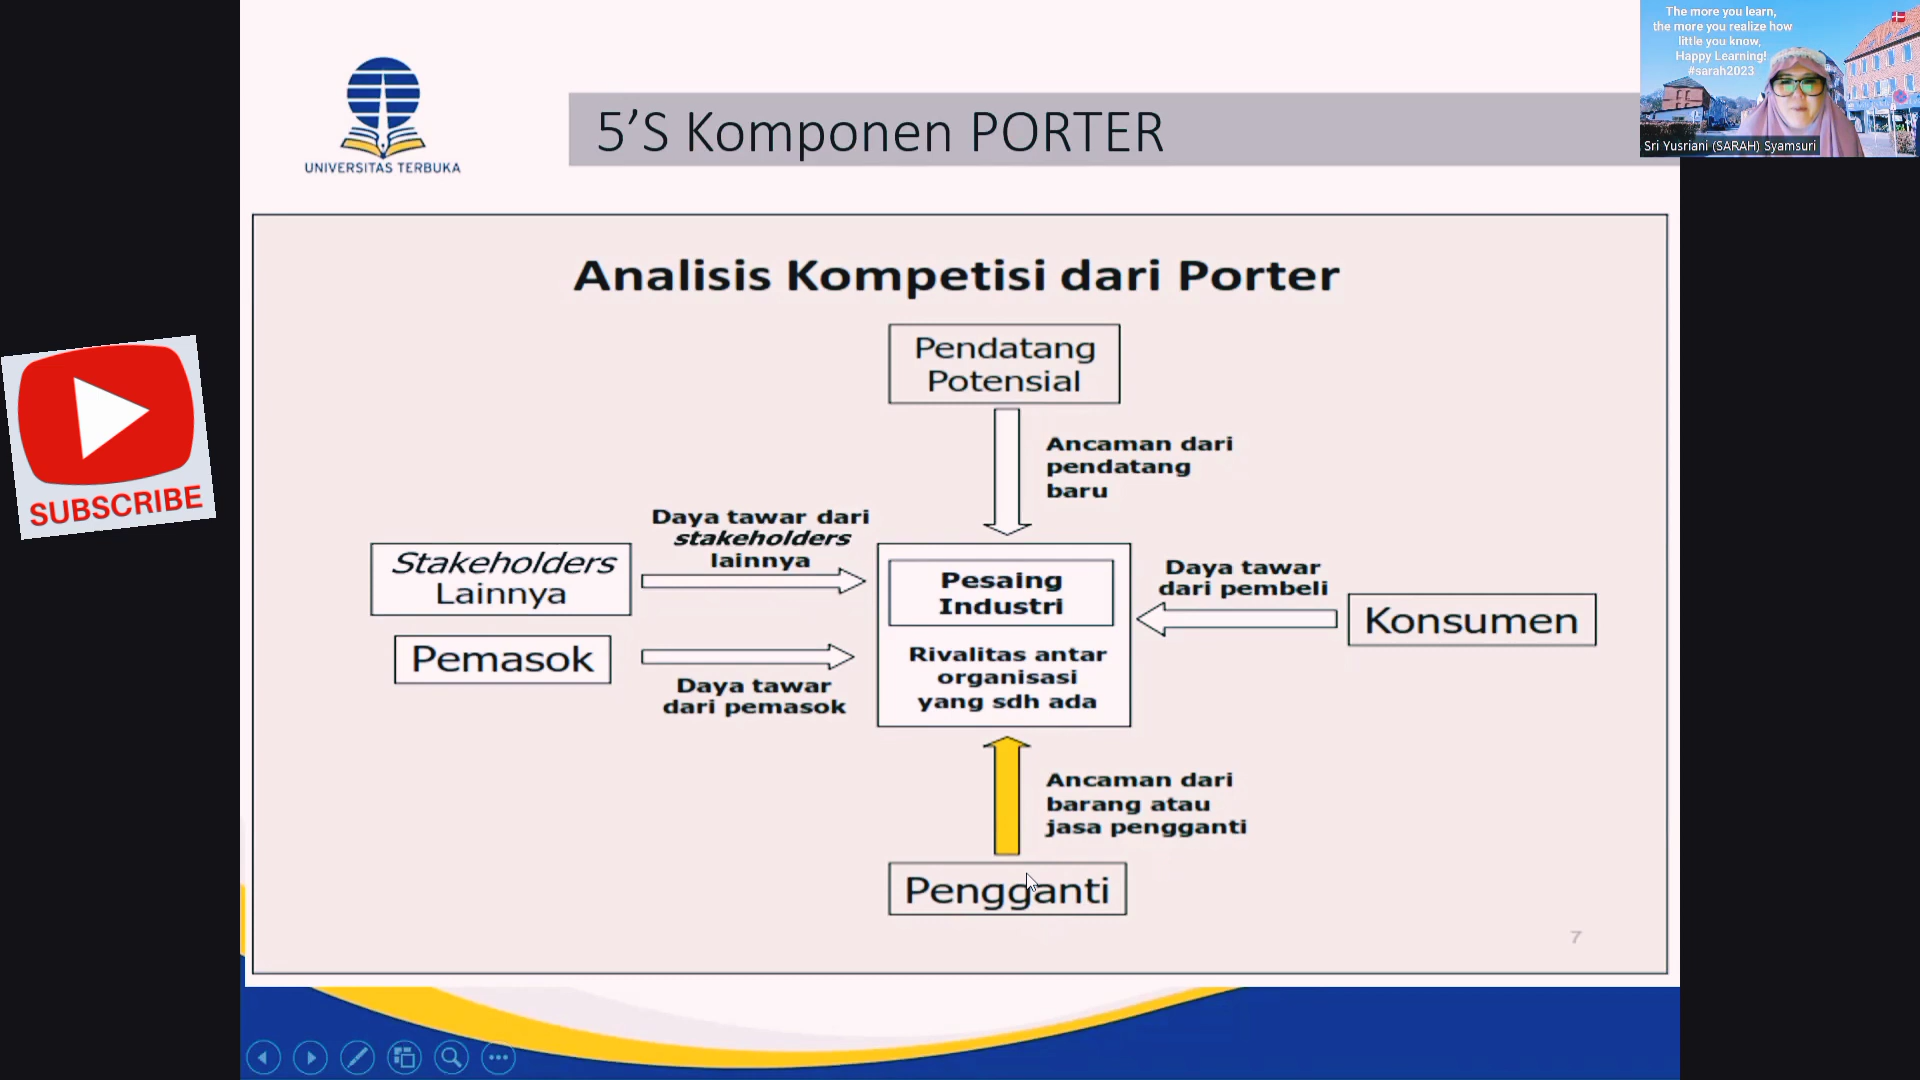 The more you learn,
the more you realize how
little you know,
Happy Learning!
#sarah2023
Sri Yusriani (SARAH) Syamsuri
UNIVERSITAS TERBUKA
5’S Komponen PORTER
Analisis Kompetisi dari Porter
Pendatang
Potensial
Ancaman dari
pendatang
baru
Daya tawar dari
stakeholders
lainnya
Stakeholders
Lainnya
Pesaing
Industri
Rivalitas antar
organisasi
yang sdh ada
Daya tawar
dari pembeli
Konsumen
Pemasok
Daya tawar
dari pemasok
Ancaman dari
barang atau
jasa pengganti
Pengganti
7
SUBSCRIBE